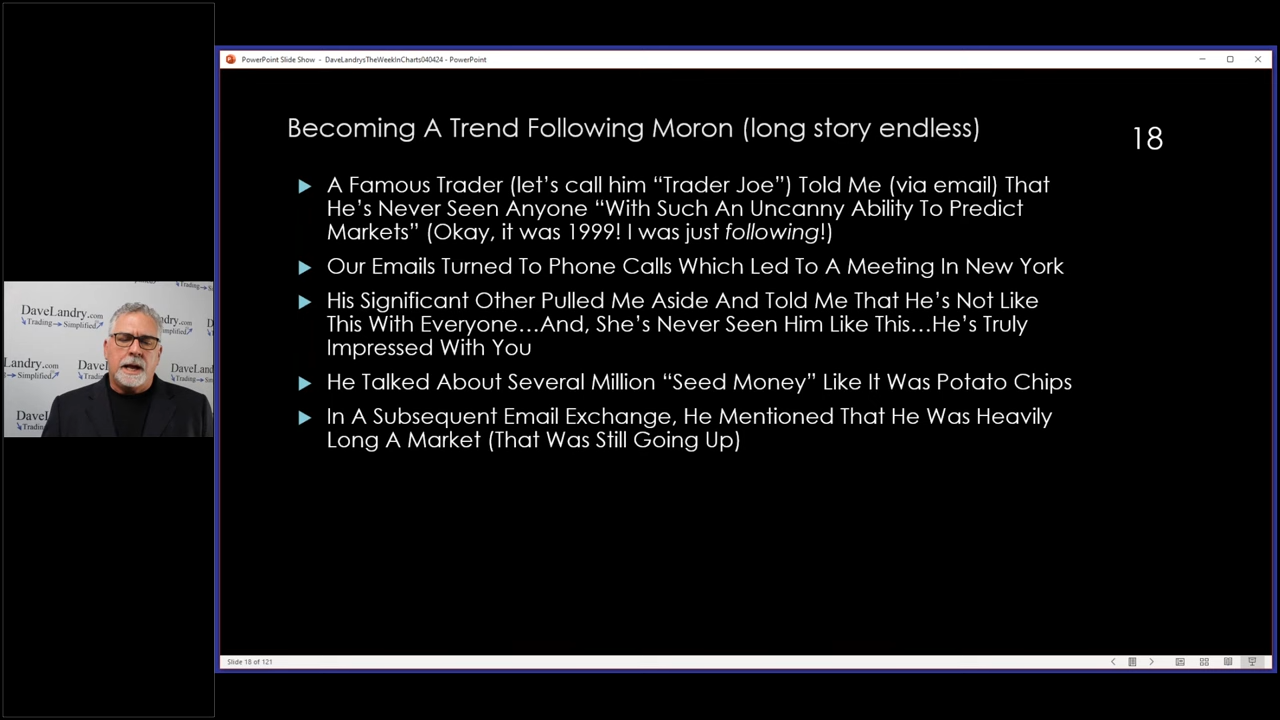 PowerPoint Slide Show - DaveLandrysTheWeekInCharts040424 - PowerPoint
Becoming A Trend Following Moron (long story endless)
18
A Famous Trader (let's call him “Trader Joe”) Told Me (via email) That
He's Never Seen Anyone “With Such An Uncanny Ability To Predict
Markets” (Okay, it was 1999! I was just following!)
Our Emails Turned To Phone Calls Which Led To A Meeting In New York
His Significant Other Pulled Me Aside And Told Me That He's Not Like
This With Everyone…And, She's Never Seen Him Like This…He's Truly
Impressed With You
He Talked About Several Million “Seed Money” Like It Was Potato Chips
In A Subsequent Email Exchange, He Mentioned That He Was Heavily
Long A Market (That Was Still Going Up)
DaveLandry.com
Trading Simplified
Landry.com
Simplified
Slide 18 of 121